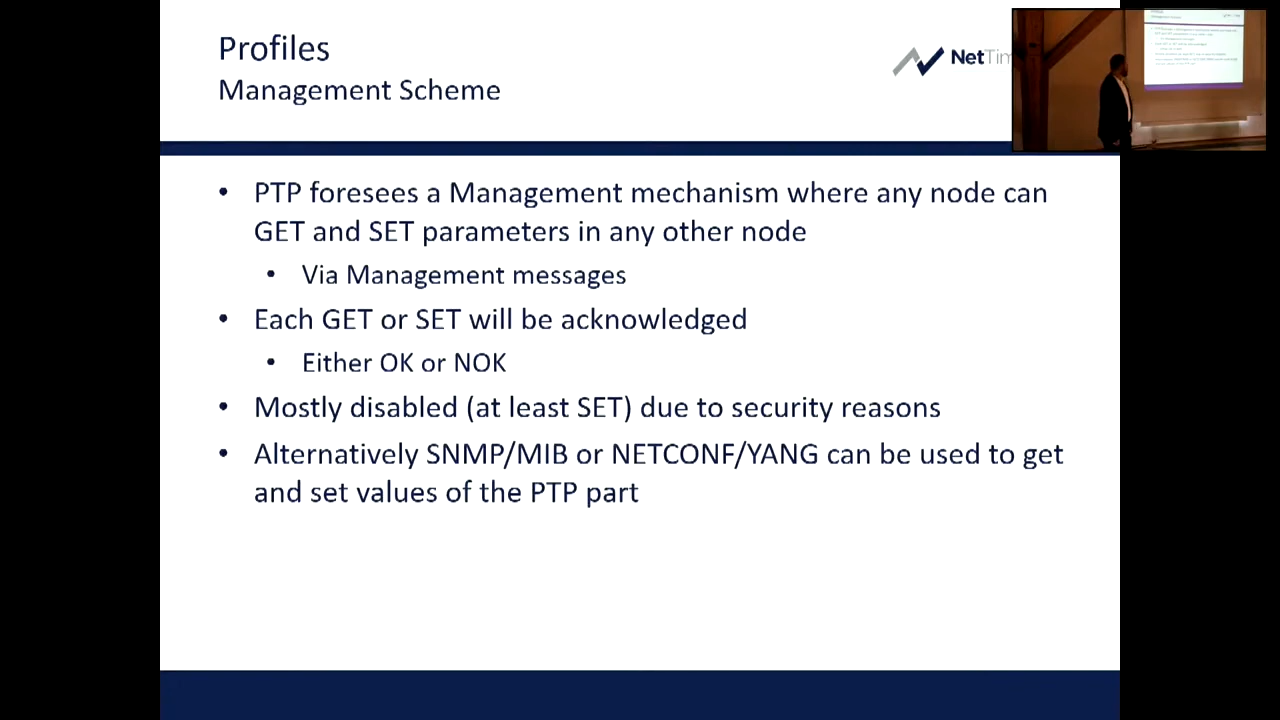 Profiles
Management Scheme
Net
• PTP foresees a Management mechanism where any node can
GET and SET parameters in any other node
• Via Management messages
• Each GET or SET will be acknowledged
• Either OK or NOK
• Mostly disabled (at least SET) due to security reasons
• Alternatively SNMP/MIB or NETCONF/YANG can be used to get
and set values of the PTP part